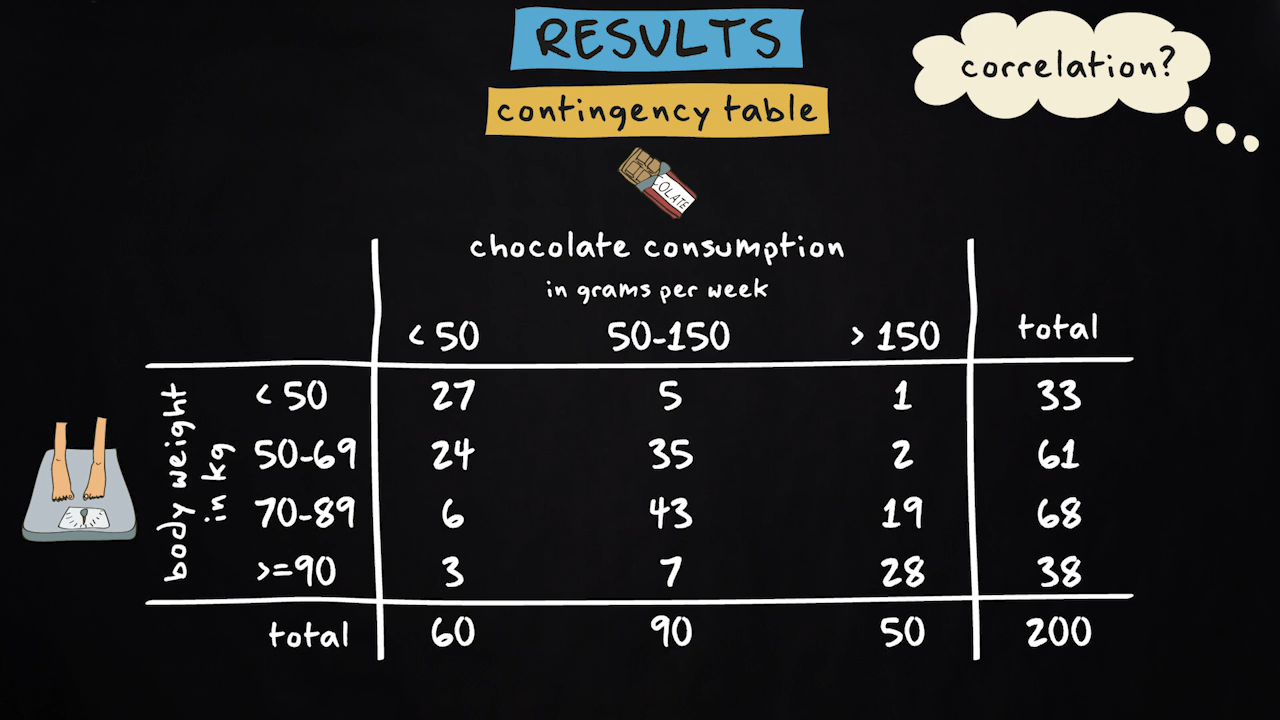 RESULTS
correlation?
contingency table
COLATE
chocolate consumption
in grams per week
< 50 50-150 > 150 total
body weight
in kg
< 50 27 5 1 33
50-69 24 35 2 61
70-89 6 43 19 68
>=90 3 7 28 38
total 60 90 50 200